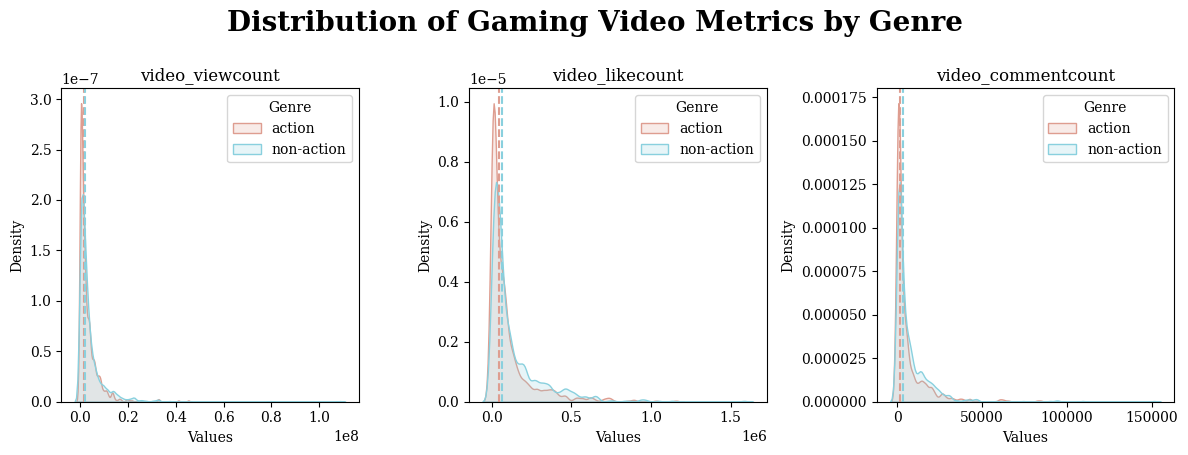 Distribution of Gaming Video Metrics by Genre
video_viewcount
1e−7
Genre
action
non-action
3.0
2.5
2.0
1.5
1.0
0.5
0.0
Density
0.0 0.2 0.4 0.6 0.8 1.0
1e8
Values
video_likecount
1e−5
Genre
action
non-action
1.0
0.8
0.6
0.4
0.2
0.0
Density
0.0 0.5 1.0 1.5
1e6
Values
video_commentcount
Genre
action
non-action
0.000175
0.000150
0.000125
0.000100
0.000075
0.000050
0.000025
0.000000
Density
0 50000 100000 150000
Values